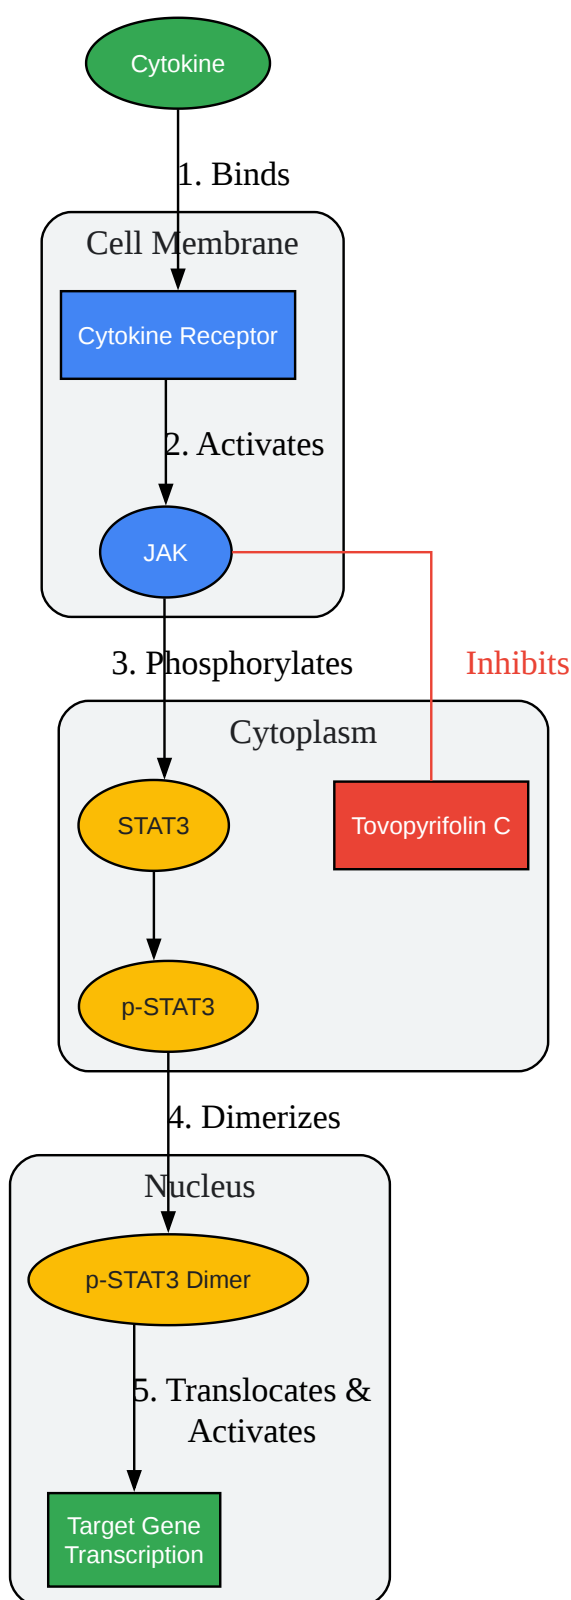 Cytokine
1. Binds
Cell Membrane
Cytokine Receptor
2. Activates
JAK
3. Phosphorylates
Inhibits
Cytoplasm
STAT3
Tovopyrifolin C
p-STAT3
4. Dimerizes
Nucleus
p-STAT3 Dimer
5. Translocates &
Activates
Target Gene
Transcription